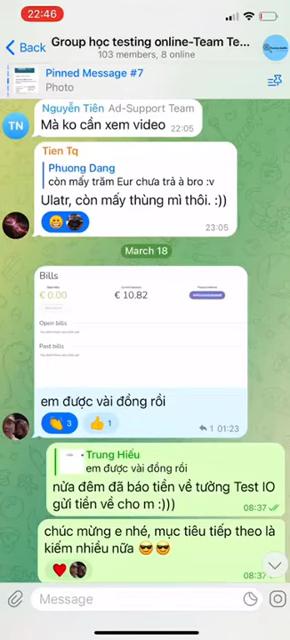 22:46
Back
Group học testing online-Team Te...
103 members, 8 online
Pinned Message #7
Photo
Nguyễn Tiên Ad-Support Team
TN
Mà ko cần xem video 22:05
Tien Tq
Phuong Dang
còn mấy trăm Eur chưa trả à bro :v
Ulatr, còn mấy thùng mì thôi. :))
23:05
March 18
Bills
€ 0.00
€ 10.82
Open bills
Past bills
em được vài đồng rồi
3
1
1 01:23
Trung Hiếu
em được vài đồng rồi
nửa đêm đã báo tiền về tưởng Test IO
gửi tiền về cho m :)))
08:37
chúc mừng e nhé, mục tiêu tiếp theo là
kiếm nhiều nữa 😎😎
08:37
Message